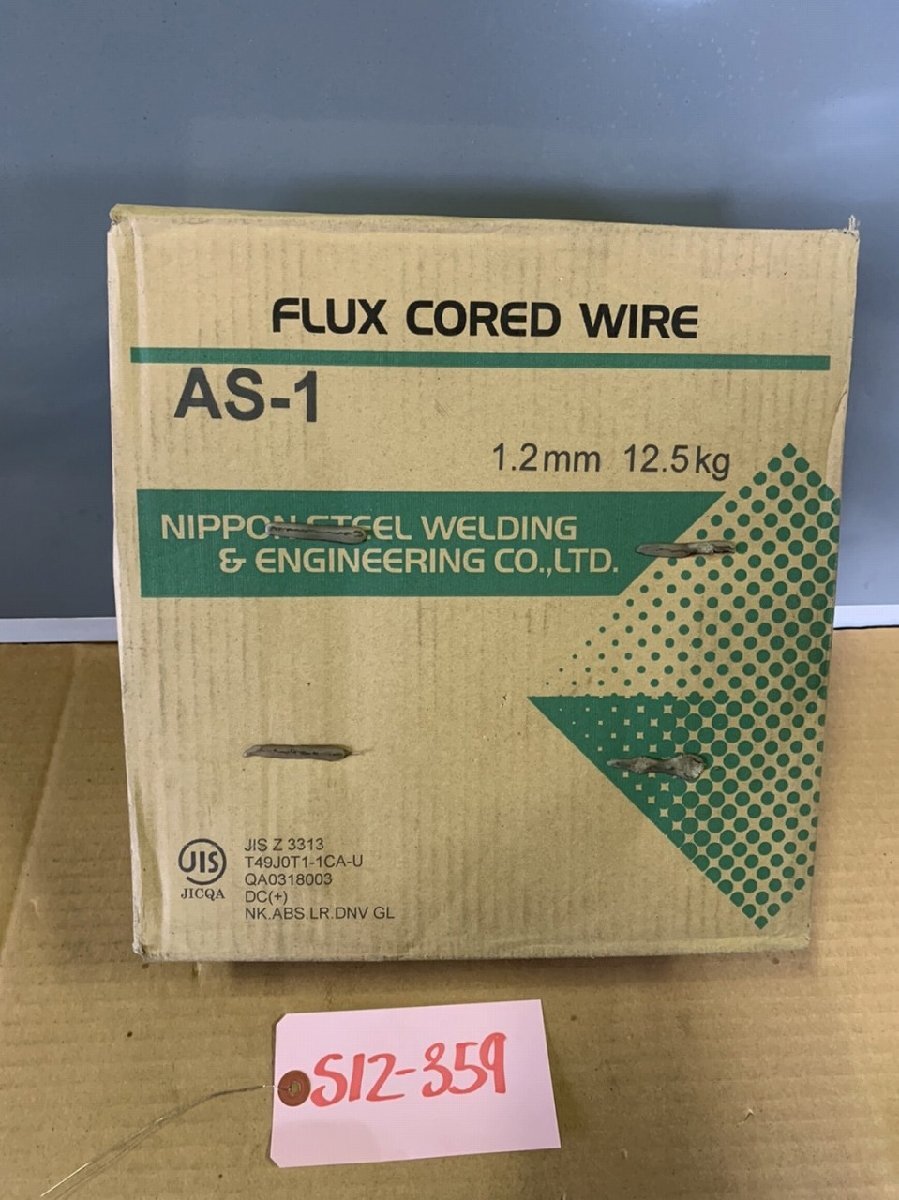 FLUX CORED WIRE
AS-1
1.2mm 12.5kg
NIPPON STEEL WELDING
& ENGINEERING CO.,LTD.
JIS
JICQA
JIS Z 3313
T49J0T1-1CA-U
QA0318003
DC(+)
NK.ABS LR.DNV GL
S12-359